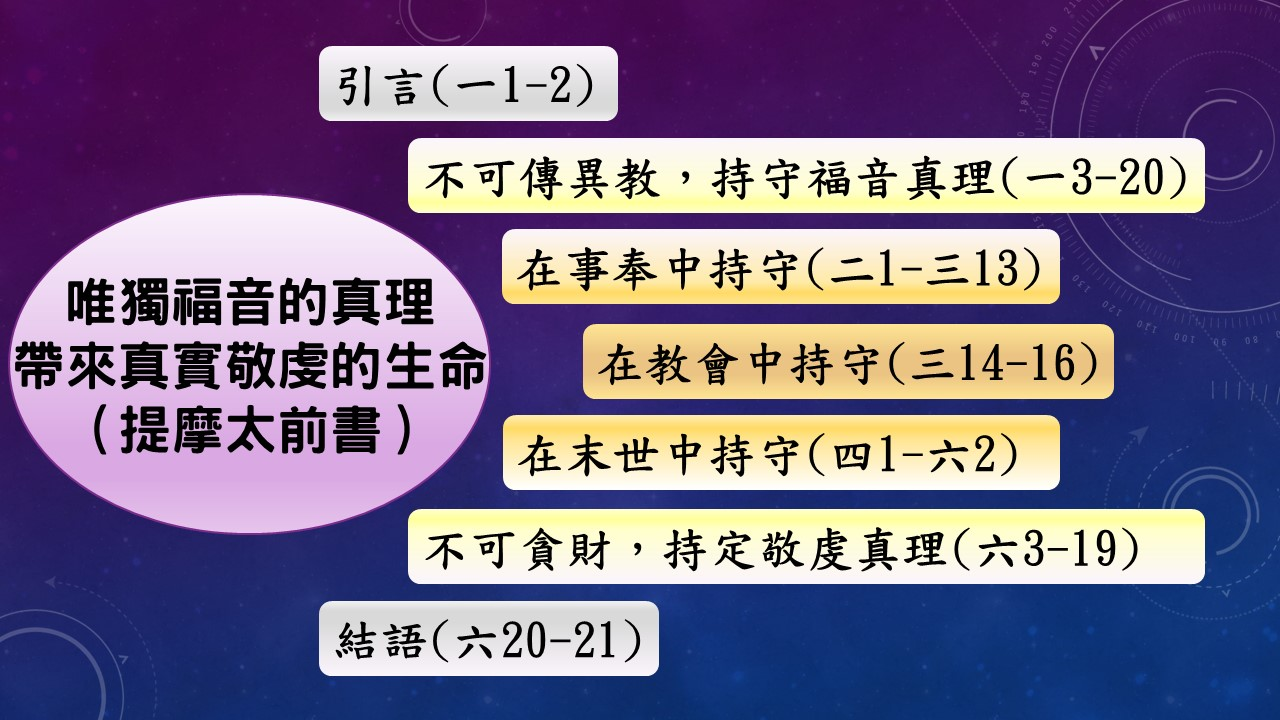 引言(一1-2)
不可傳異教，持守福音真理(一3-20)
在事奉中持守(二1-三13)
唯獨福音的真理
帶來真實敬虔的生命
（提摩太前書）
在教會中持守(三14-16)
在末世中持守(四1-六2)
不可貪財，持定敬虔真理(六3-19)
結語(六20-21)